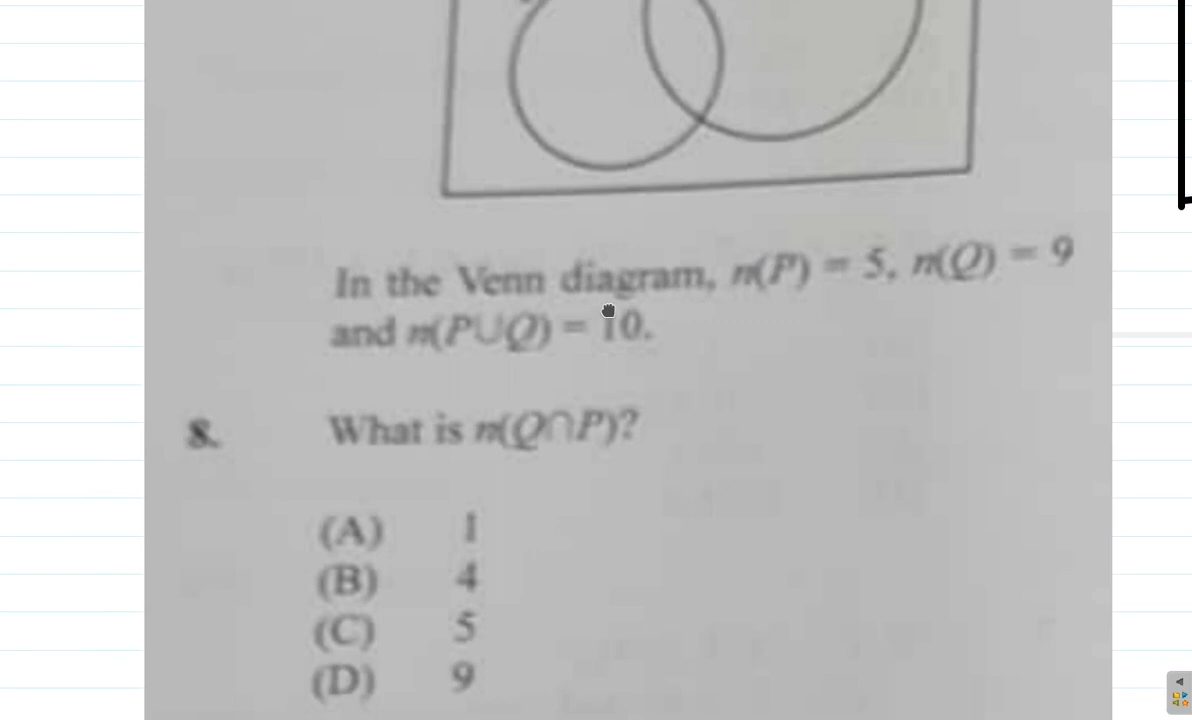 In the Venn diagram, n(P) = 5, n(Q) = 9
and n(P∪Q) = 10.
8. What is n(Q∩P)?
(A) 1
(B) 4
(C) 5
(D) 9